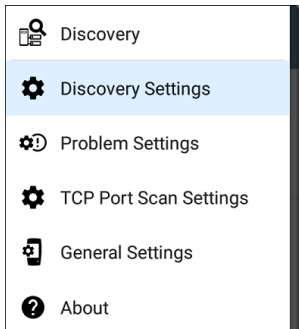 Discovery
Discovery Settings
Problem Settings
TCP Port Scan Settings
General Settings
About